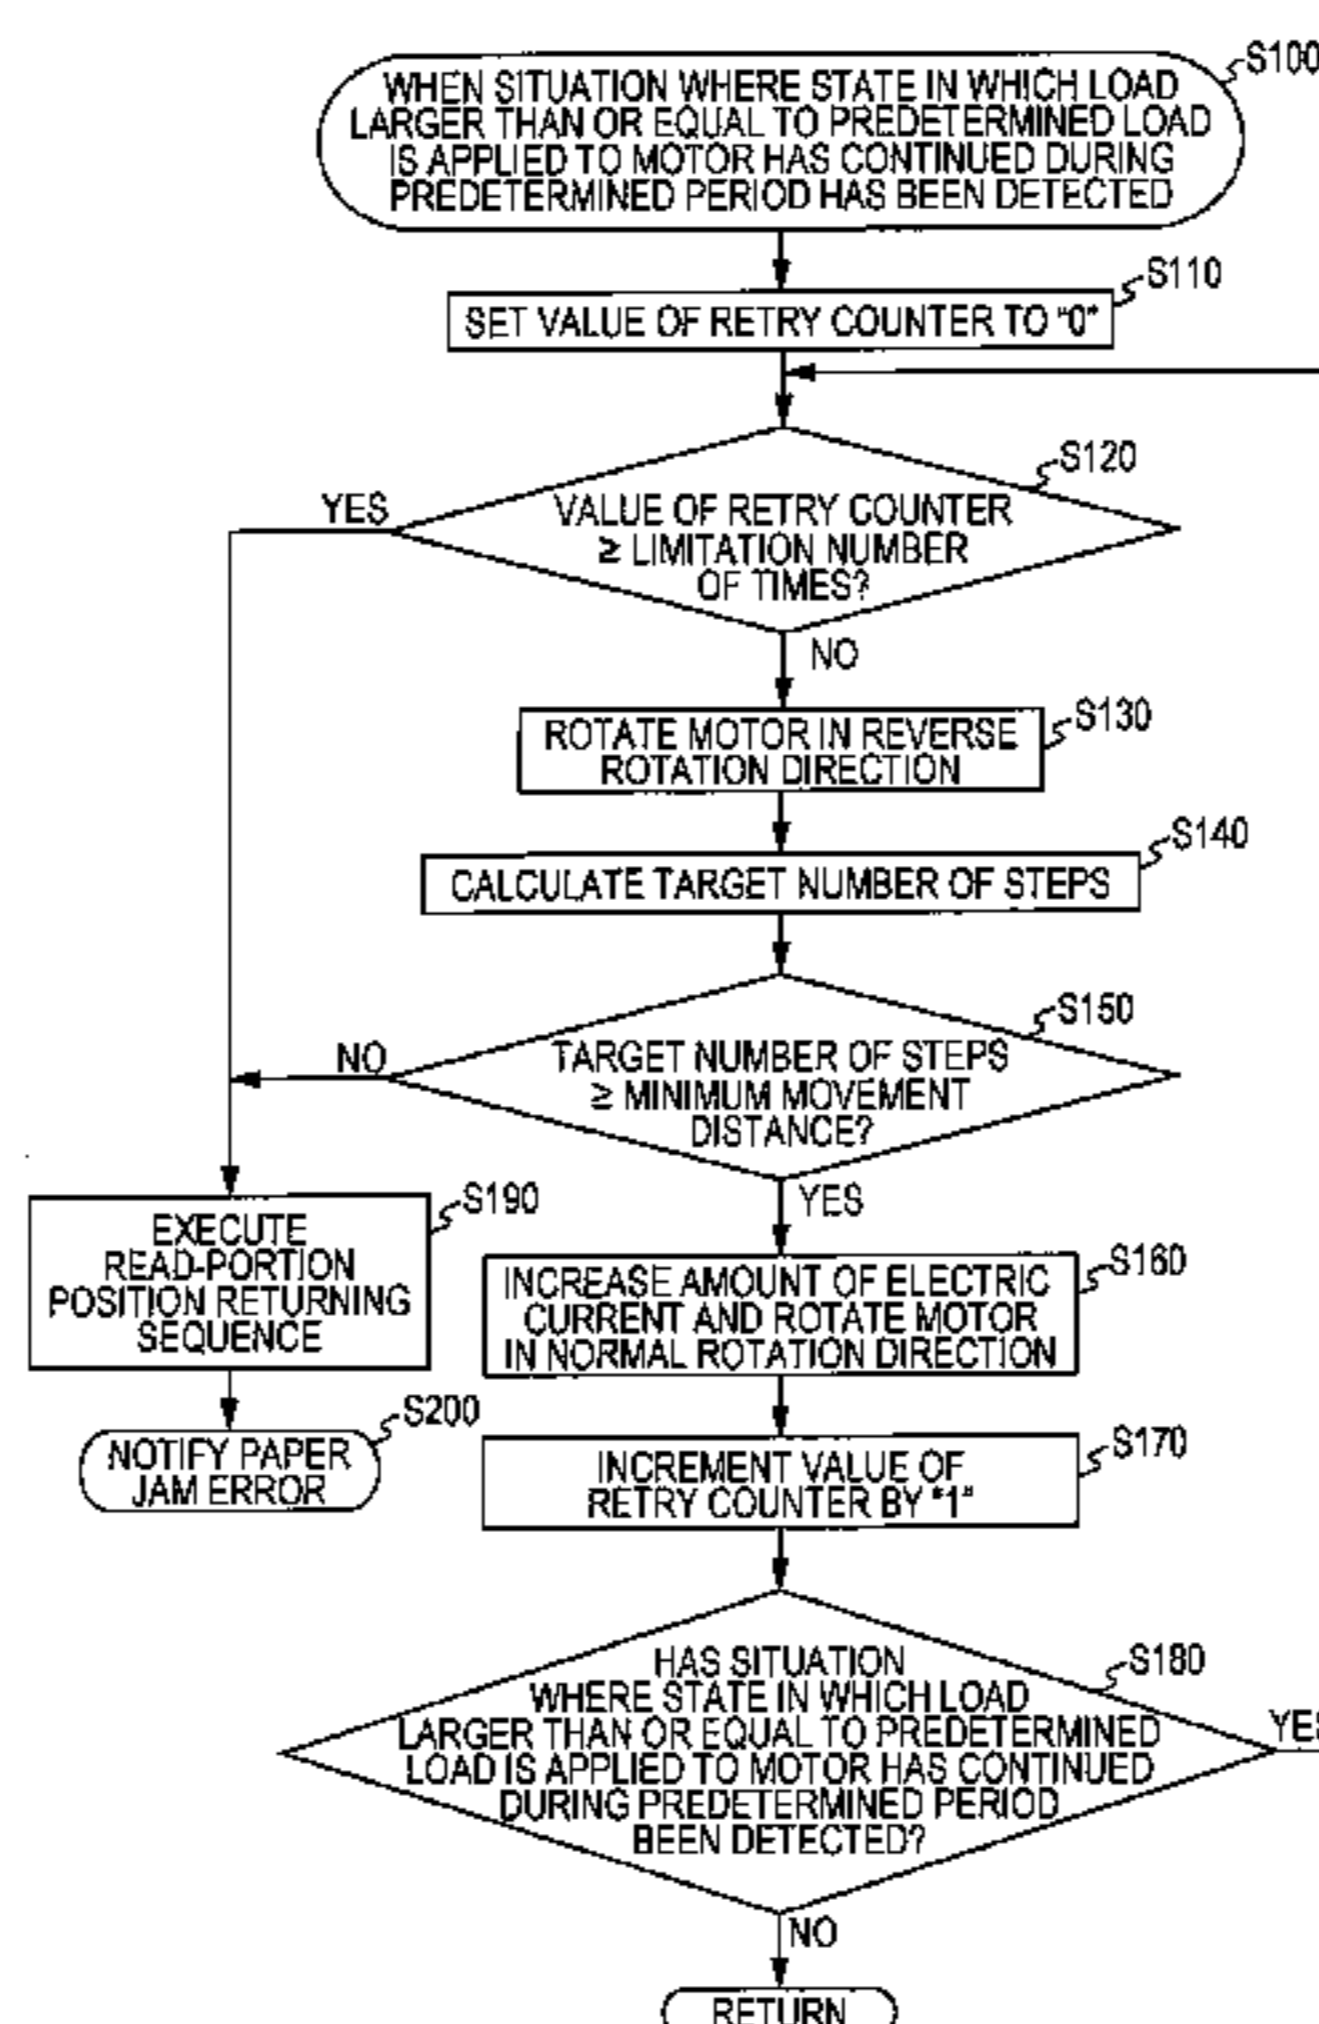 S100
WHEN SITUATION WHERE STATE IN WHICH LOAD
LARGER THAN OR EQUAL TO PREDETERMINED LOAD
IS APPLIED TO MOTOR HAS CONTINUED DURING
PREDETERMINED PERIOD HAS BEEN DETECTED
S110
SET VALUE OF RETRY COUNTER TO "0"
S120
YES
VALUE OF RETRY COUNTER
≥ LIMITATION NUMBER
OF TIMES?
NO
S130
ROTATE MOTOR IN REVERSE
ROTATION DIRECTION
S140
CALCULATE TARGET NUMBER OF STEPS
S150
NO
TARGET NUMBER OF STEPS
≥ MINIMUM MOVEMENT
DISTANCE?
YES
S190
EXECUTE
READ-PORTION
POSITION RETURNING
SEQUENCE
S160
INCREASE AMOUNT OF ELECTRIC
CURRENT AND ROTATE MOTOR
IN NORMAL ROTATION DIRECTION
S200
NOTIFY PAPER
JAM ERROR
S170
INCREMENT VALUE OF
RETRY COUNTER BY "1"
S180
HAS SITUATION
WHERE STATE IN WHICH LOAD
LARGER THAN OR EQUAL TO PREDETERMINED
LOAD IS APPLIED TO MOTOR HAS CONTINUED
DURING PREDETERMINED PERIOD
BEEN DETECTED?
YES
NO
RETURN